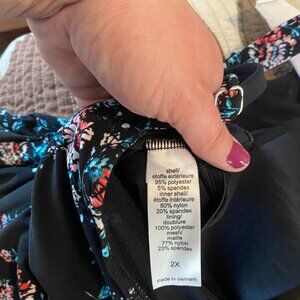 shell/
étoffe extérieure
95% polyester
5% spandex
inner shell/
étoffe intérieure
80% nylon
20% spandex
lining/
doublure
100% polyester
mesh/
maille
77% nylon
23% spandex
2X
made in vietnam